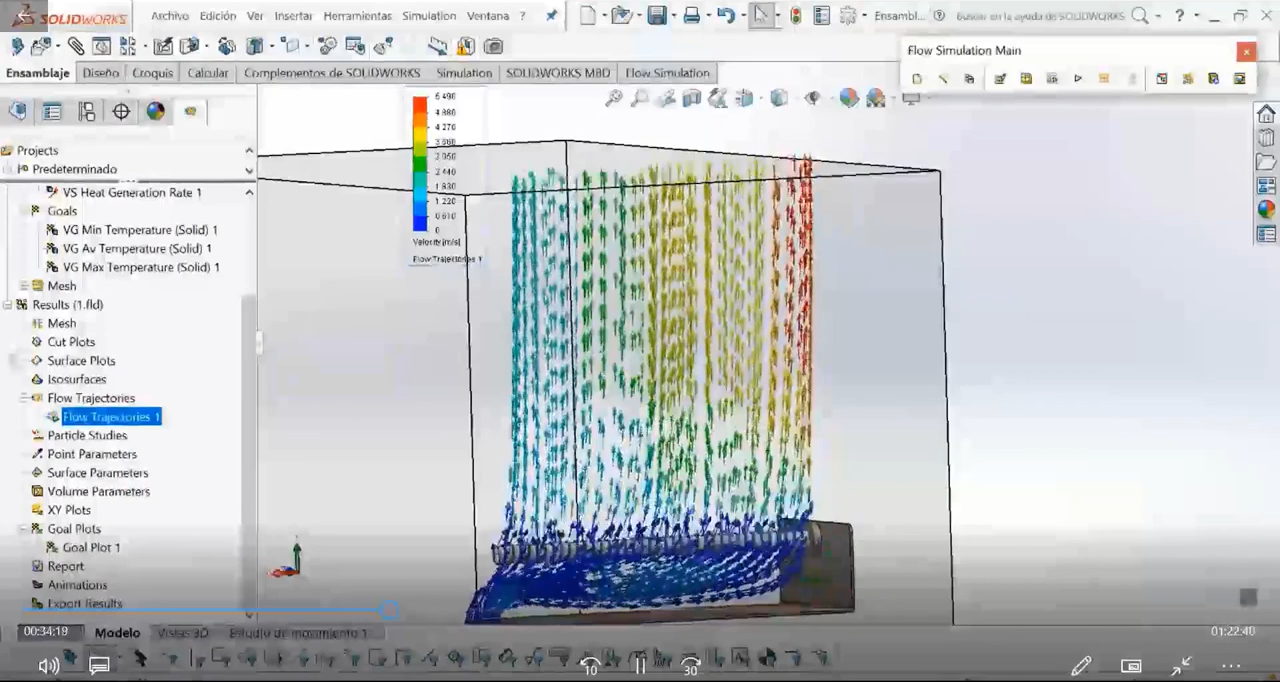 SOLIDWORKS
Archivo Edición Ver Insertar Herramientas Simulation Ventana ? Ensambl... Buscar en la ayuda de SOLIDWORKS ?
Flow Simulation Main
Ensamblaje Diseño Croquis Calcular Complementos de SOLIDWORKS Simulation SOLIDWORKS MBD Flow Simulation
Projects
Predeterminado
VS Heat Generation Rate 1
Goals
VG Min Temperature (Solid) 1
VG Av Temperature (Solid) 1
VG Max Temperature (Solid) 1
Mesh
Results (1.fld)
Mesh
Cut Plots
Surface Plots
Isosurfaces
Flow Trajectories
Flow Trajectories 1
Particle Studies
Point Parameters
Surface Parameters
Volume Parameters
XY Plots
Goal Plots
Goal Plot 1
Report
Animations
Export Results
6.490
4.880
4.270
3.660
3.050
2.440
1.830
1.220
0.610
0
Velocity [m/s]
Flow Trajectories 1
00:34:19 Modelo Vistas 3D Estudio de movimiento 1 01:22:40
10 30